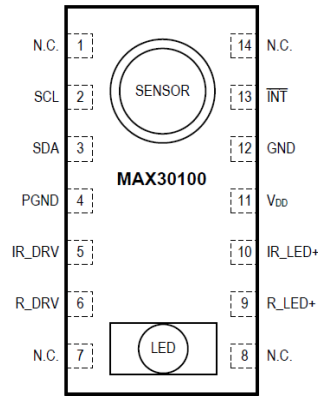 N.C. 1 14 N.C.
SCL 2 SENSOR 13 I̅N̅T̅
SDA 3 12 GND
MAX30100
PGND 4 11 VDD
IR_DRV 5 10 IR_LED+
R_DRV 6 9 R_LED+
N.C. 7 LED 8 N.C.